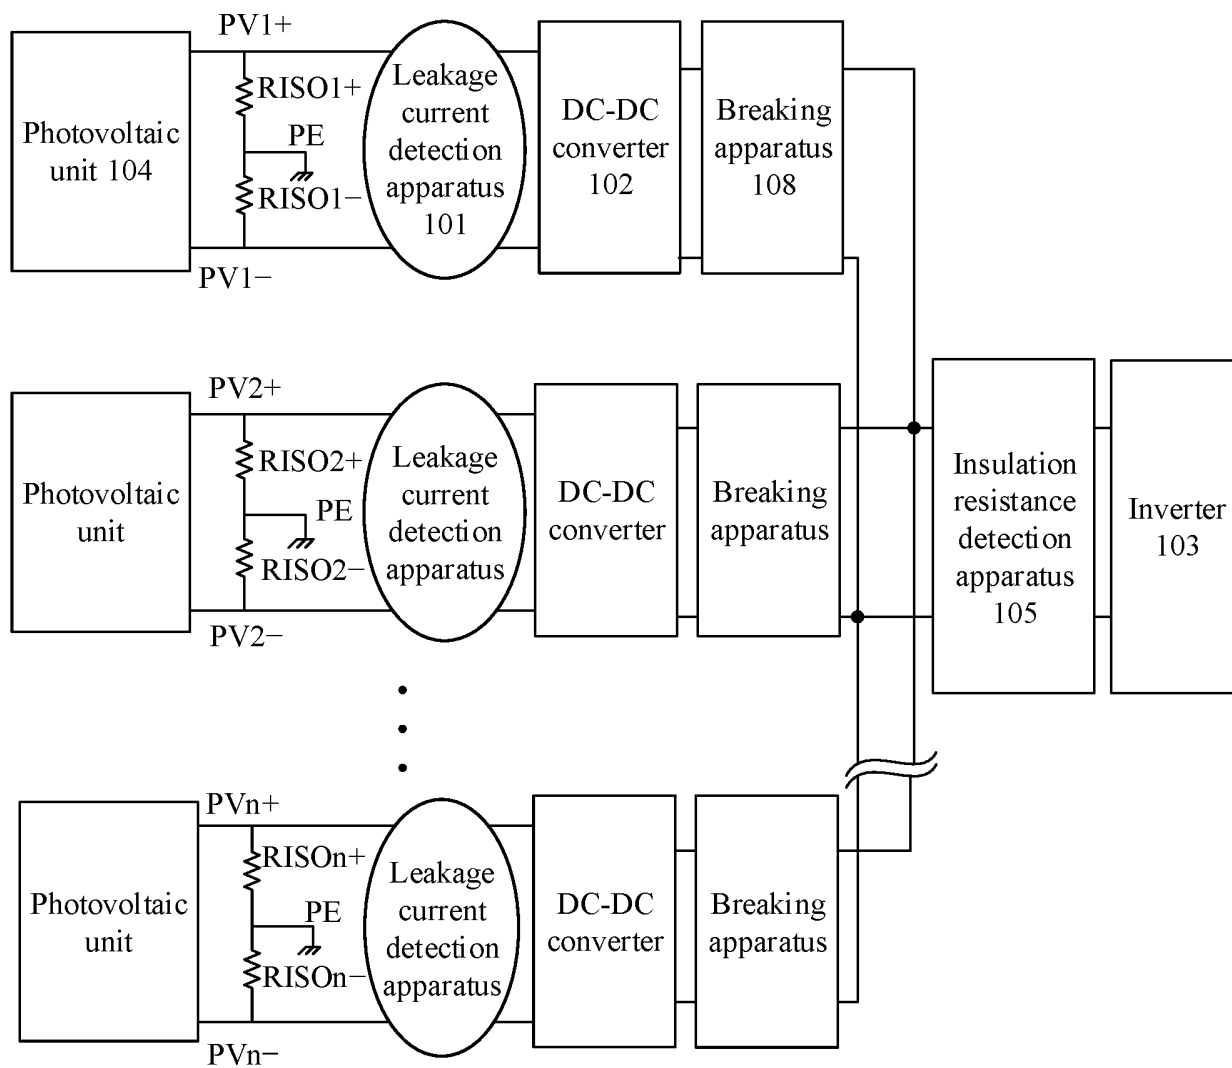 PV1+
Photovoltaic
unit 104
RISO1+
PE
RISO1−
PV1−
Leakage
current
detection
apparatus
101
DC-DC
converter
102
Breaking
apparatus
108
PV2+
Photovoltaic
unit
RISO2+
PE
RISO2−
PV2−
Leakage
current
detection
apparatus
DC-DC
converter
Breaking
apparatus
Insulation
resistance
detection
apparatus
105
Inverter
103
PVn+
Photovoltaic
unit
RISOn+
PE
RISOn−
PVn−
Leakage
current
detection
apparatus
DC-DC
converter
Breaking
apparatus